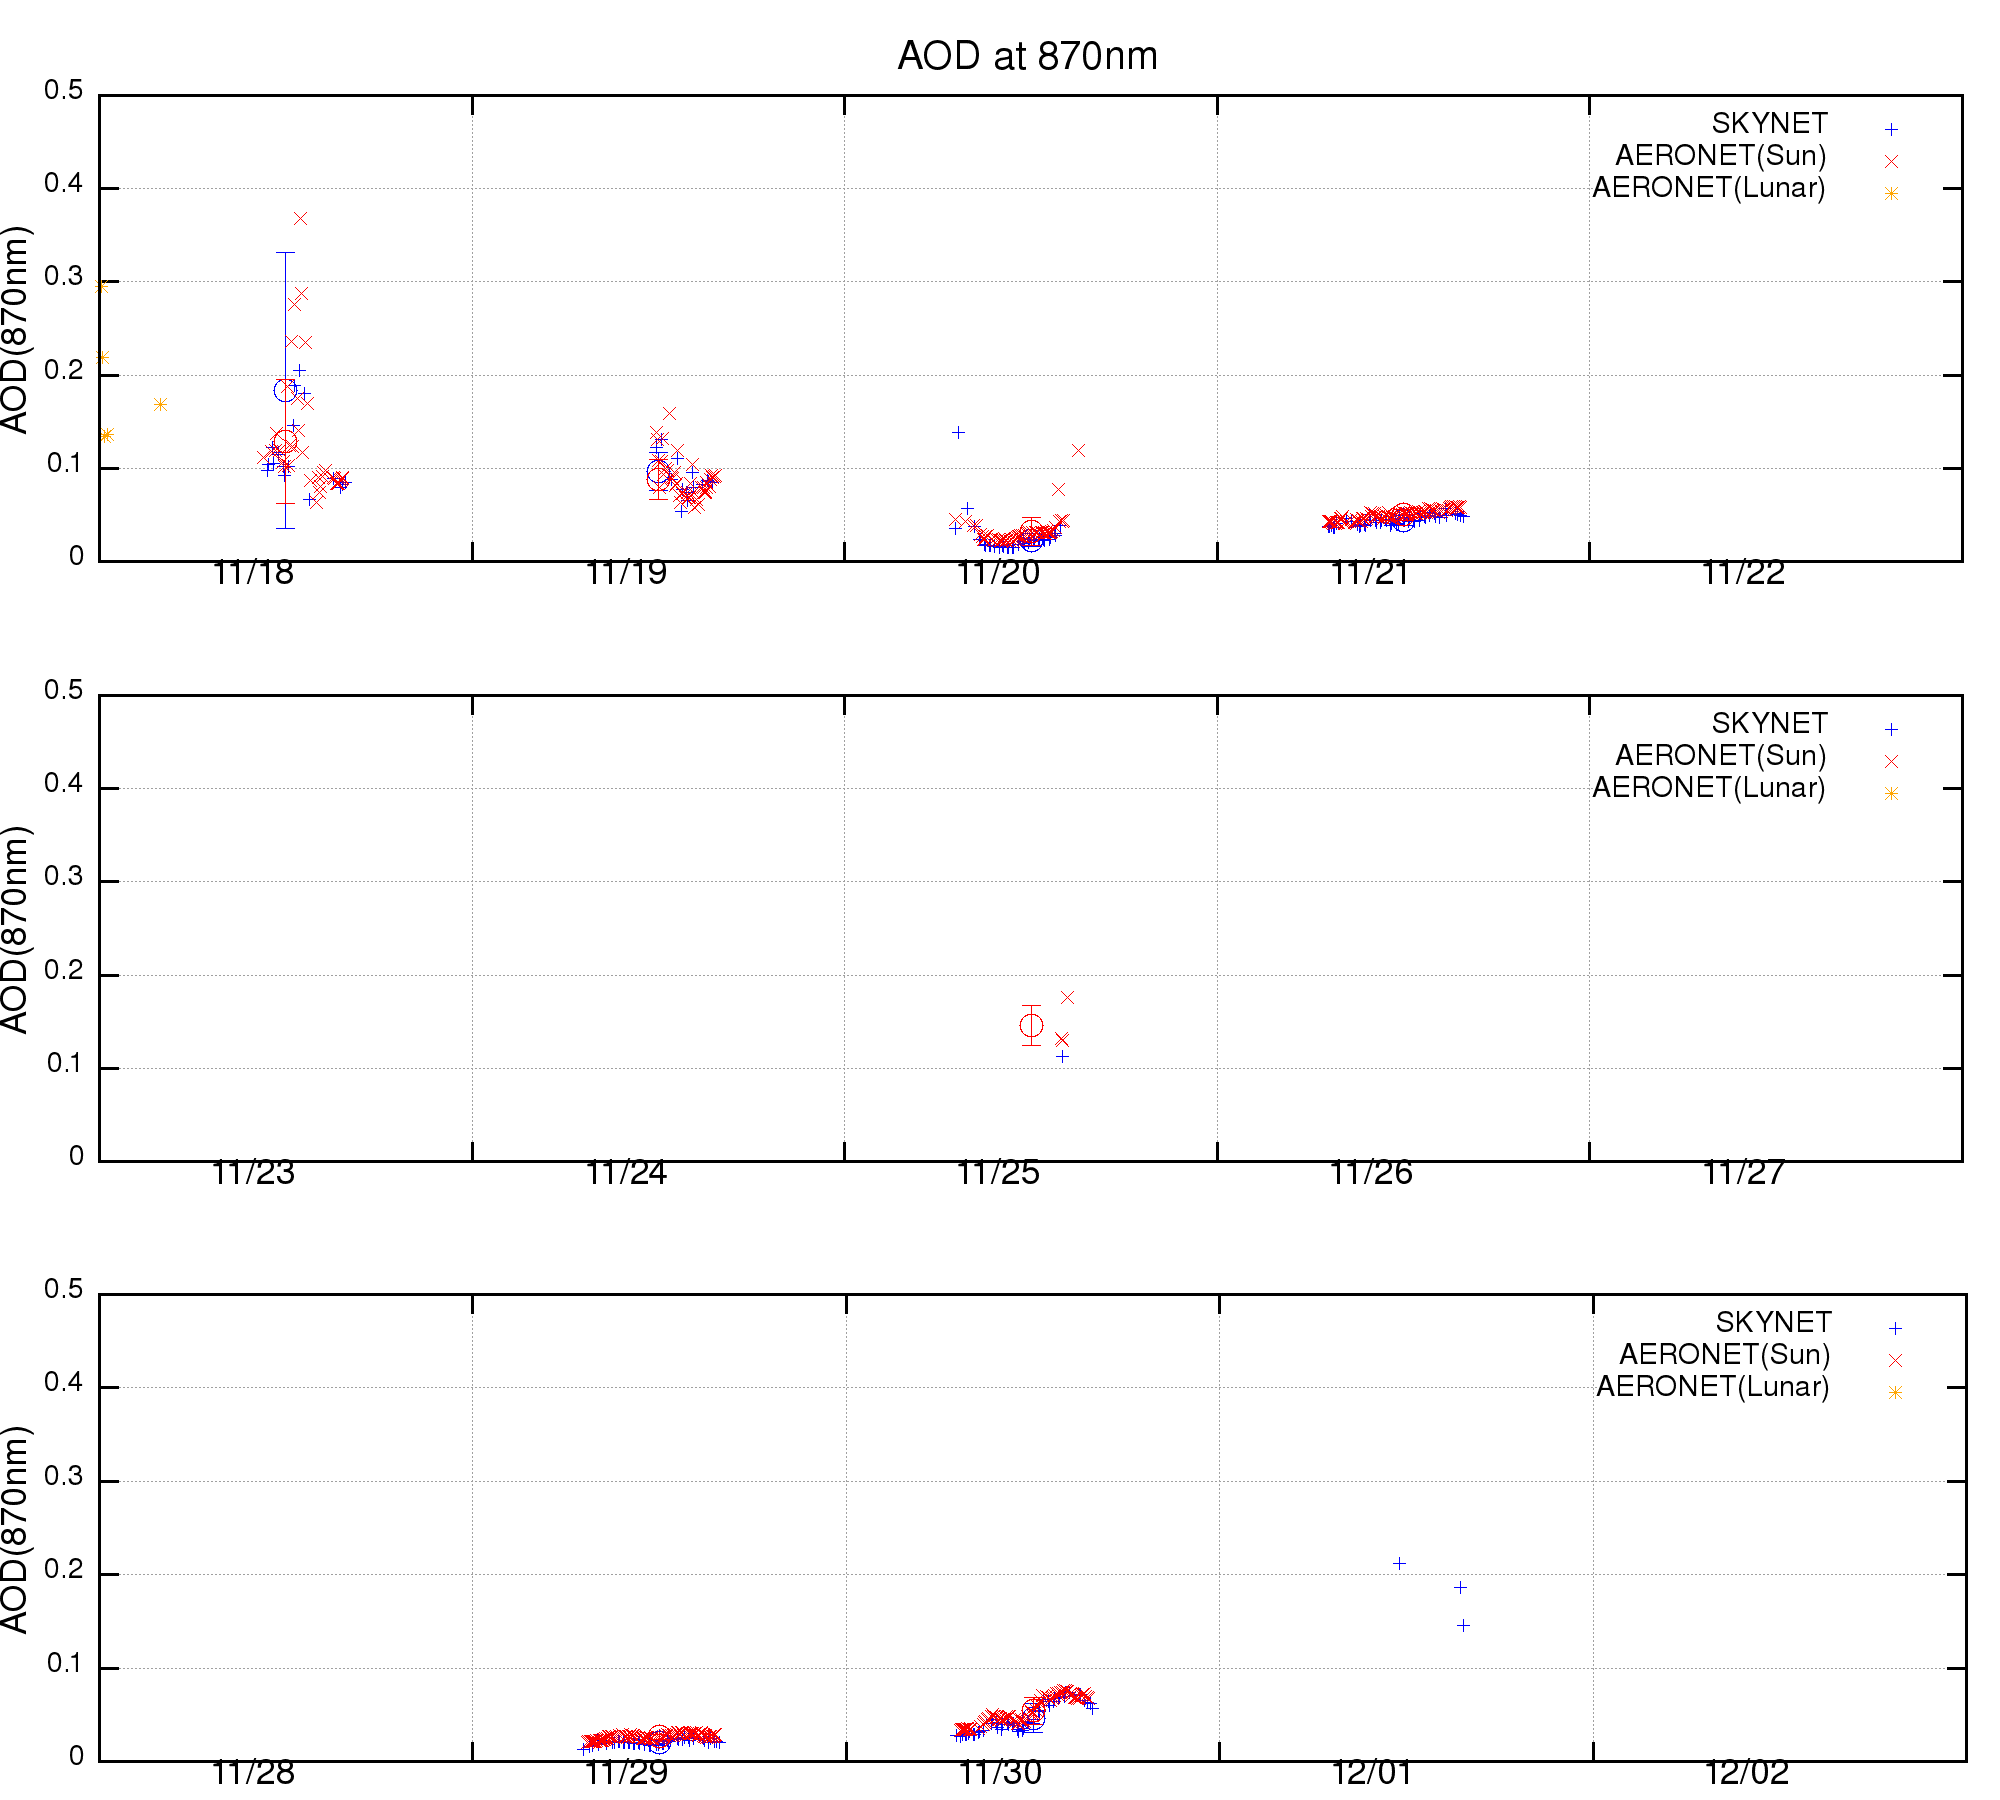 AOD at 870nm
0.5
SKYNET
AERONET(Sun)
0.4
AERONET(Lunar)
0.3
AOD(870nm)
0.2
0.1
0
11/18 11/19 11/20 11/21 11/22
0.5
SKYNET
AERONET(Sun)
0.4
AERONET(Lunar)
0.3
AOD(870nm)
0.2
0.1
0
11/23 11/24 11/25 11/26 11/27
0.5
SKYNET
AERONET(Sun)
0.4
AERONET(Lunar)
0.3
AOD(870nm)
0.2
0.1
0
11/28 11/29 11/30 12/01 12/02